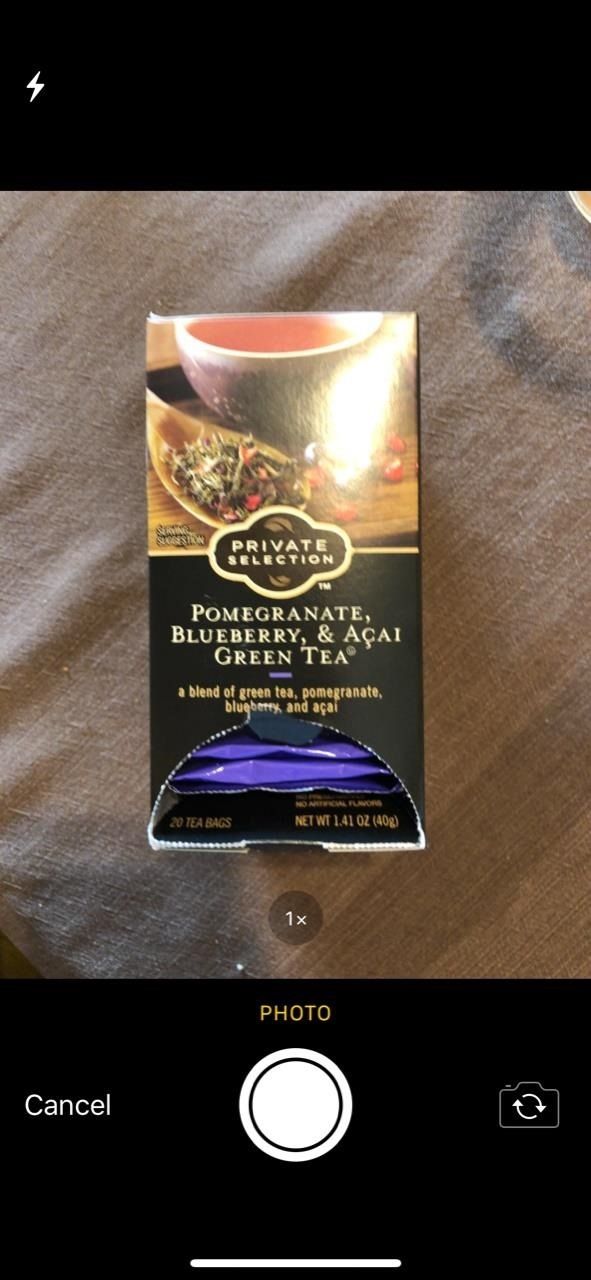 SERVING
SUGGESTION
PRIVATE
SELECTION
TM
POMEGRANATE,
BLUEBERRY, & AÇAI
GREEN TEA
a blend of green tea, pomegranate,
blueberry, and açai
NO
NO ARTIFICIAL FLAVORS
20 TEA BAGS
NET WT 1.41 OZ (40g)
1×
PHOTO
Cancel